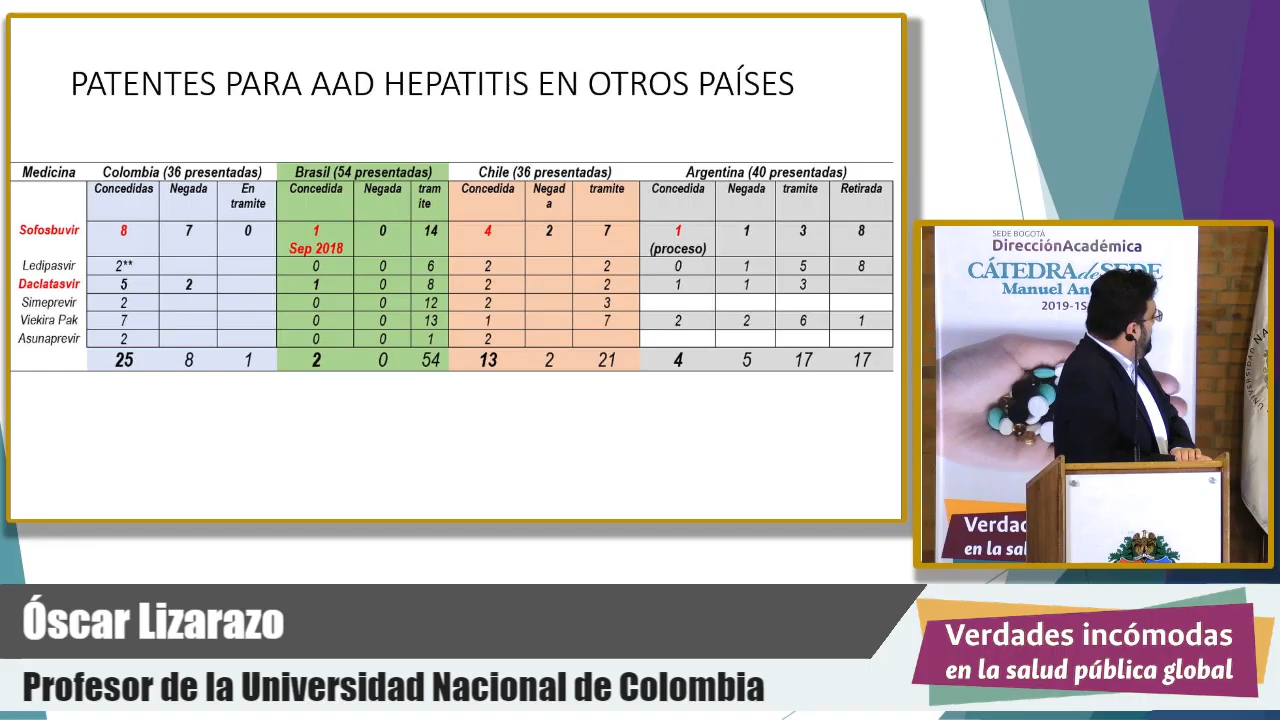 PATENTES PARA AAD HEPATITIS EN OTROS PAÍSES
Medicina Colombia (36 presentadas) Brasil (54 presentadas) Chile (36 presentadas) Argentina (40 presentadas)
Concedidas Negada En tramite Concedida Negada tram ite Concedida Negad a tramite Concedida Negada tramite Retirada
Sofosbuvir 8 7 0 1 Sep 2018 0 14 4 2 7 1 (proceso) 1 3 8
Ledipasvir 2** 0 0 6 2 2 0 1 5 8
Daclatasvir 5 2 1 0 8 2 2 1 1 3
Simeprevir 2 0 0 12 2 3
Viekira Pak 7 0 0 13 1 7 2 2 6 1
Asunaprevir 2 0 0 1 2
25 8 1 2 0 54 13 2 21 4 5 17 17
SEDE BOGOTÁ
DirecciónAcadémica
CÁTEDRA de SEDE
Manuel An
2019-1S
Verdad
en la sal
Óscar Lizarazo
Profesor de la Universidad Nacional de Colombia
Verdades incómodas
en la salud pública global